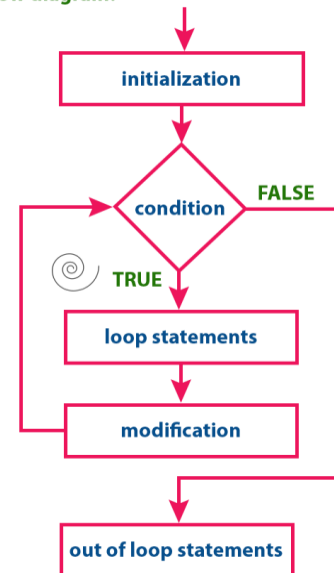 initialization
condition
FALSE
TRUE
loop statements
modification
out of loop statements